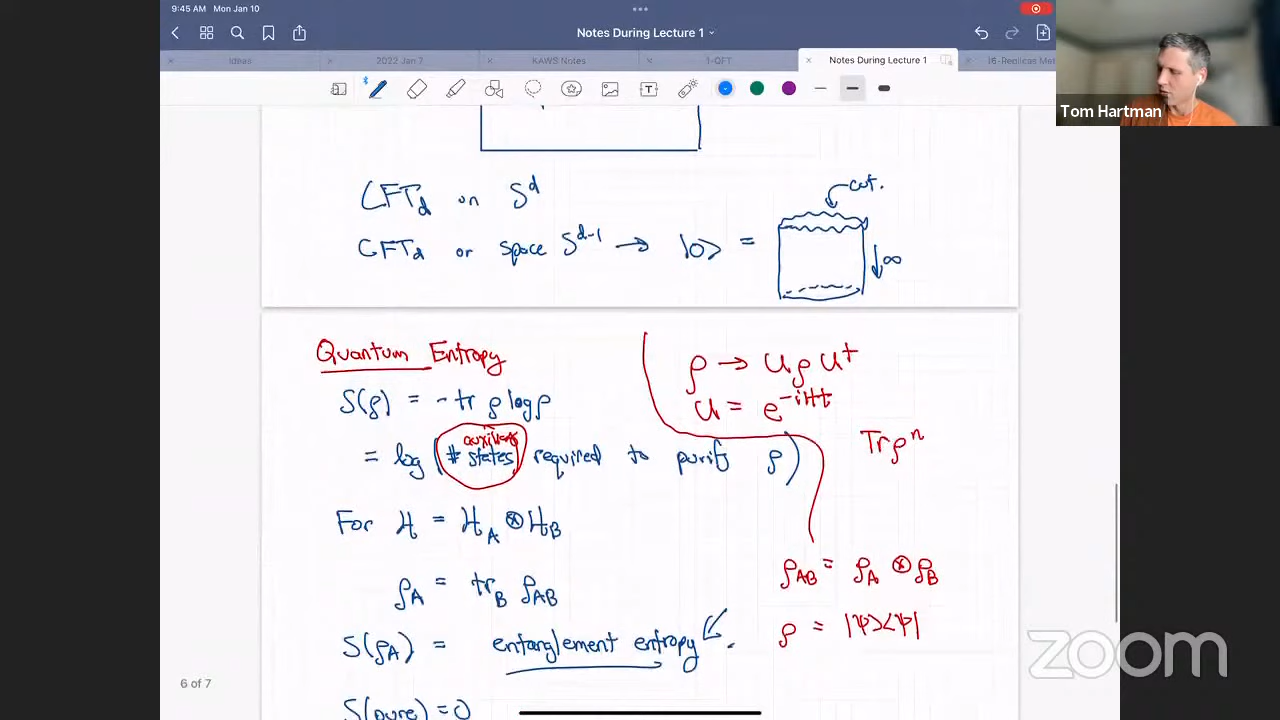 9:45 AM Mon Jan 10
Notes During Lecture 1
Ideas
2022 Jan 7
KAWS Notes
1-QFT
Notes During Lecture 1
16-Replicas Met
Tom Hartman
CFT_d on S^d
cut.
CFT_d or space S^{d-1} → |0> =
↓∞
Quantum Entropy
ρ → UρU†
S(ρ) = -tr ρ log ρ
U = e^{-iHt}
Tr ρ^n
auxiliary
= log (# states required to purify ρ)
For H = H_A ⊗ H_B
ρ_AB = ρ_A ⊗ ρ_B
ρ_A = tr_B ρ_AB
ρ = |Ψ><Ψ|
S(ρ_A) = entanglement entropy
zoom
6 of 7
S(pure) = 0